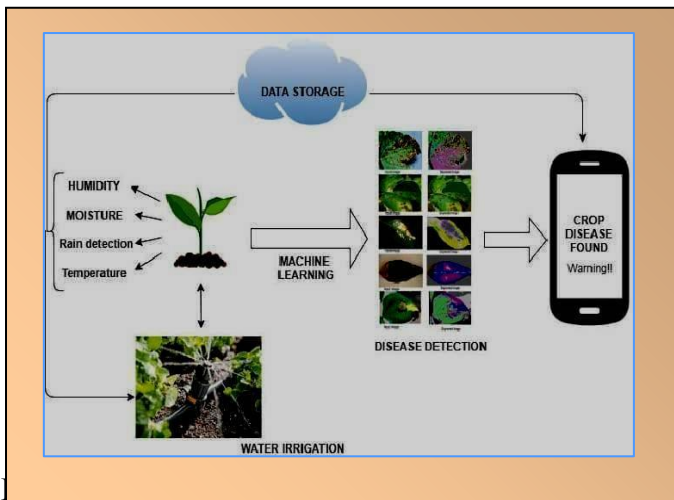 DATA STORAGE
HUMIDITY
MOISTURE
Rain detection
Temperature
MACHINE
LEARNING
DISEASE DETECTION
CROP
DISEASE
FOUND
Warning!!
WATER IRRIGATION